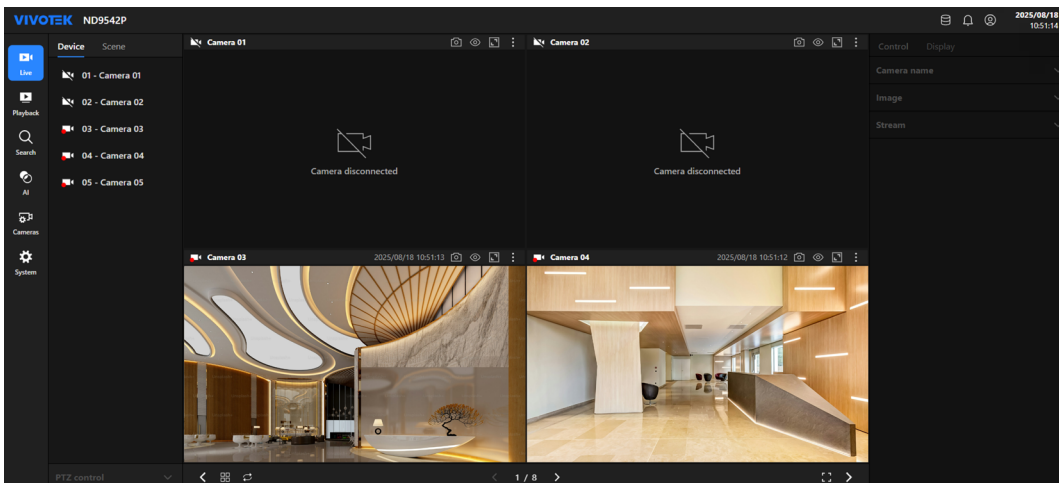 VIVOTEK ND9542P
2025/08/18
10:51:14
Live
Playback
Search
AI
Cameras
System
Device Scene
01 - Camera 01
02 - Camera 02
03 - Camera 03
04 - Camera 04
05 - Camera 05
PTZ control
Camera 01
Camera disconnected
Camera 02
Camera disconnected
Camera 03 2025/08/18 10:51:13
Camera 04 2025/08/18 10:51:12
1 / 8
Control Display
Camera name
Image
Stream